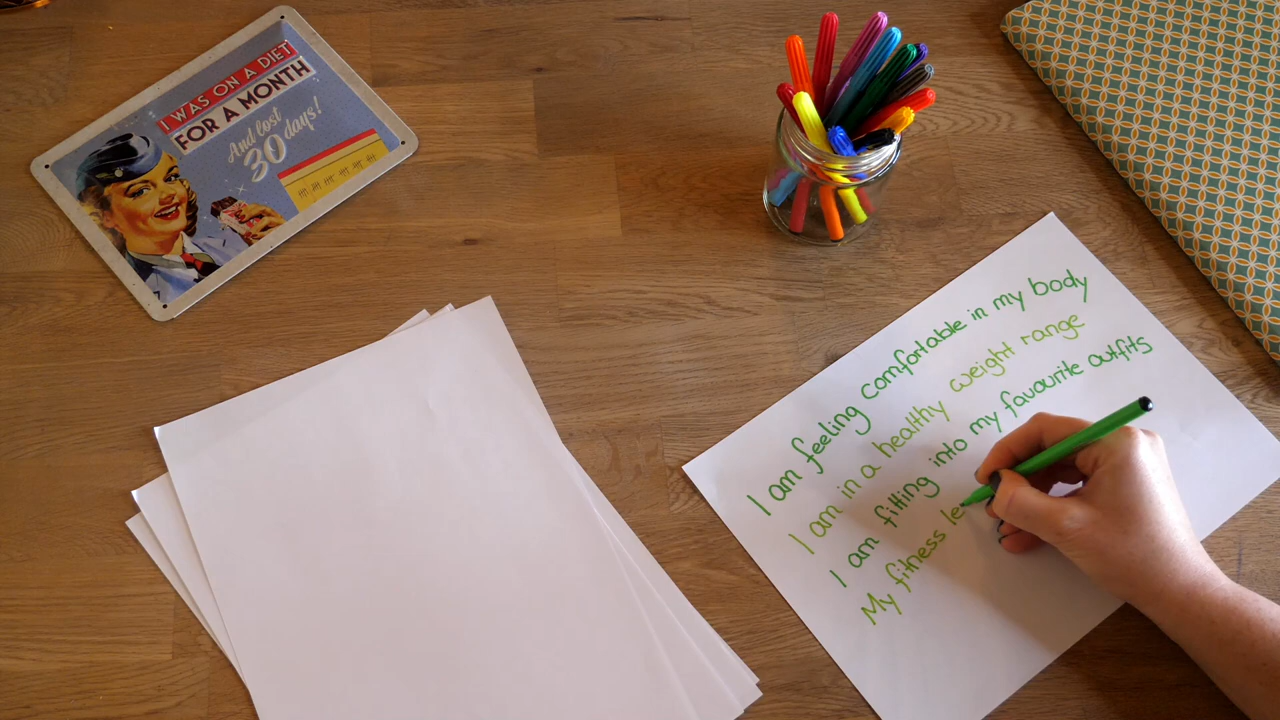 I WAS ON A DIET
FOR A MONTH
And lost
30 days!
I am feeling comfortable in my body
I am in a healthy weight range
I am fitting into my favourite outfits
My fitness le